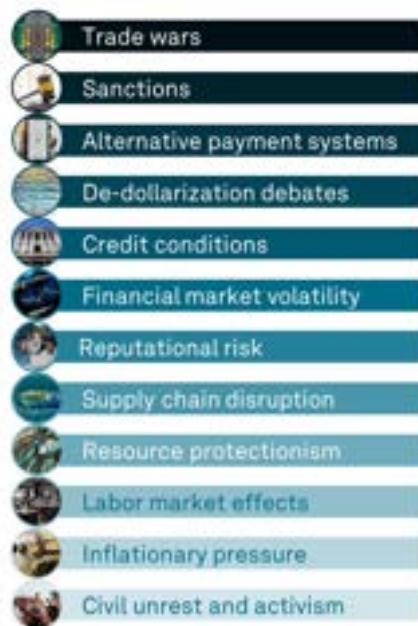 Trade wars
Sanctions
Alternative payment systems
De-dollarization debates
Credit conditions
Financial market volatility
Reputational risk
Supply chain disruption
Resource protectionism
Labor market effects
Inflationary pressure
Civil unrest and activism